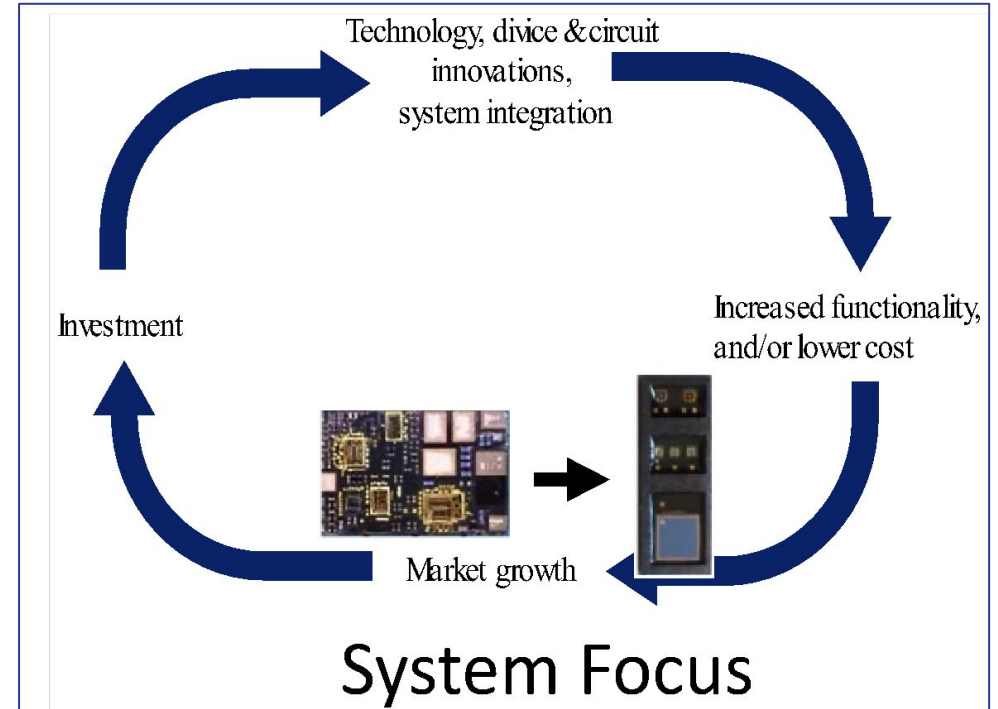 Technology, divice & circuit
innovations,
system integration
Increased functionality,
and/or lower cost
Investment
Market growth
System Focus